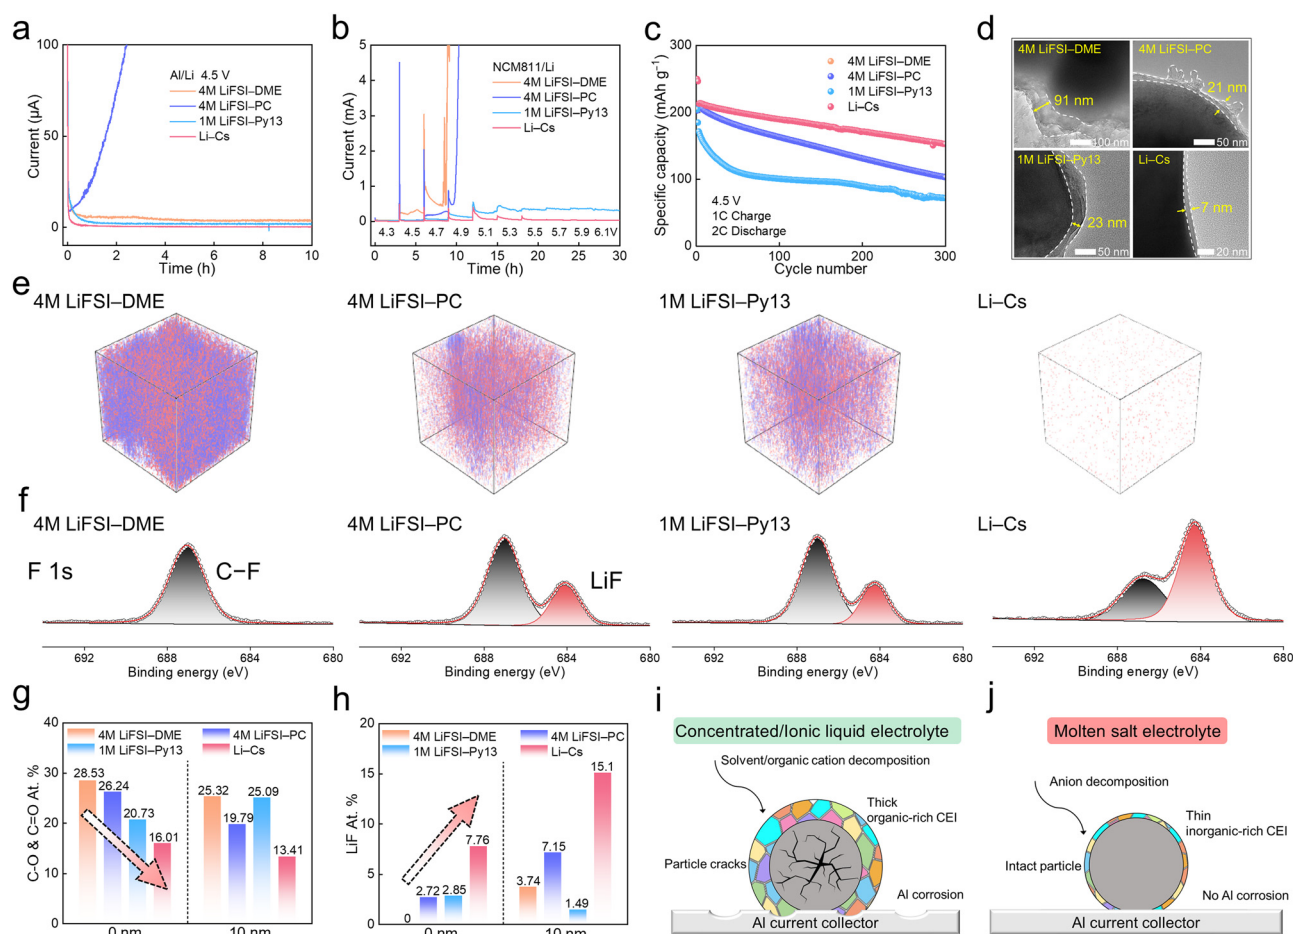 a
100
50
0
Current (µA)
Al/Li 4.5 V
4M LiFSI–DME
4M LiFSI–PC
1M LiFSI–Py13
Li–Cs
0 2 4 6 8 10
Time (h)
b
5
4
3
2
1
0
Current (mA)
NCM811/Li
4M LiFSI–DME
4M LiFSI–PC
1M LiFSI–Py13
Li–Cs
4.3 4.5 4.7 4.9 5.1 5.3 5.5 5.7 5.9 6.1V
0 5 10 15 20 25 30
Time (h)
c
300
200
100
0
Specific capacity (mAh g⁻¹)
4M LiFSI–DME
4M LiFSI–PC
1M LiFSI–Py13
Li–Cs
4.5 V
1C Charge
2C Discharge
0 100 200 300
Cycle number
d
4M LiFSI–DME
91 nm
100 nm
4M LiFSI–PC
21 nm
50 nm
1M LiFSI–Py13
23 nm
50 nm
Li–Cs
7 nm
20 nm
e
4M LiFSI–DME
4M LiFSI–PC
1M LiFSI–Py13
Li–Cs
f
4M LiFSI–DME
F 1s
C–F
692 688 684 680
Binding energy (eV)
4M LiFSI–PC
LiF
692 688 684 680
Binding energy (eV)
1M LiFSI–Py13
692 688 684 680
Binding energy (eV)
Li–Cs
692 688 684 680
Binding energy (eV)
g
40
30
20
10
0
C-O & C=O At. %
4M LiFSI–DME
4M LiFSI–PC
1M LiFSI–Py13
Li–Cs
28.53
26.24
20.73
16.01
25.32
19.79
25.09
13.41
0 nm
10 nm
h
20
15
10
5
0
LiF At. %
4M LiFSI–DME
4M LiFSI–PC
1M LiFSI–Py13
Li–Cs
0
2.72
2.85
7.76
3.74
7.15
1.49
15.1
0 nm
10 nm
i
Concentrated/Ionic liquid electrolyte
Solvent/organic cation decomposition
Thick
organic-rich CEI
Particle cracks
Al corrosion
Al current collector
j
Molten salt electrolyte
Anion decomposition
Thin
inorganic-rich CEI
Intact particle
No Al corrosion
Al current collector